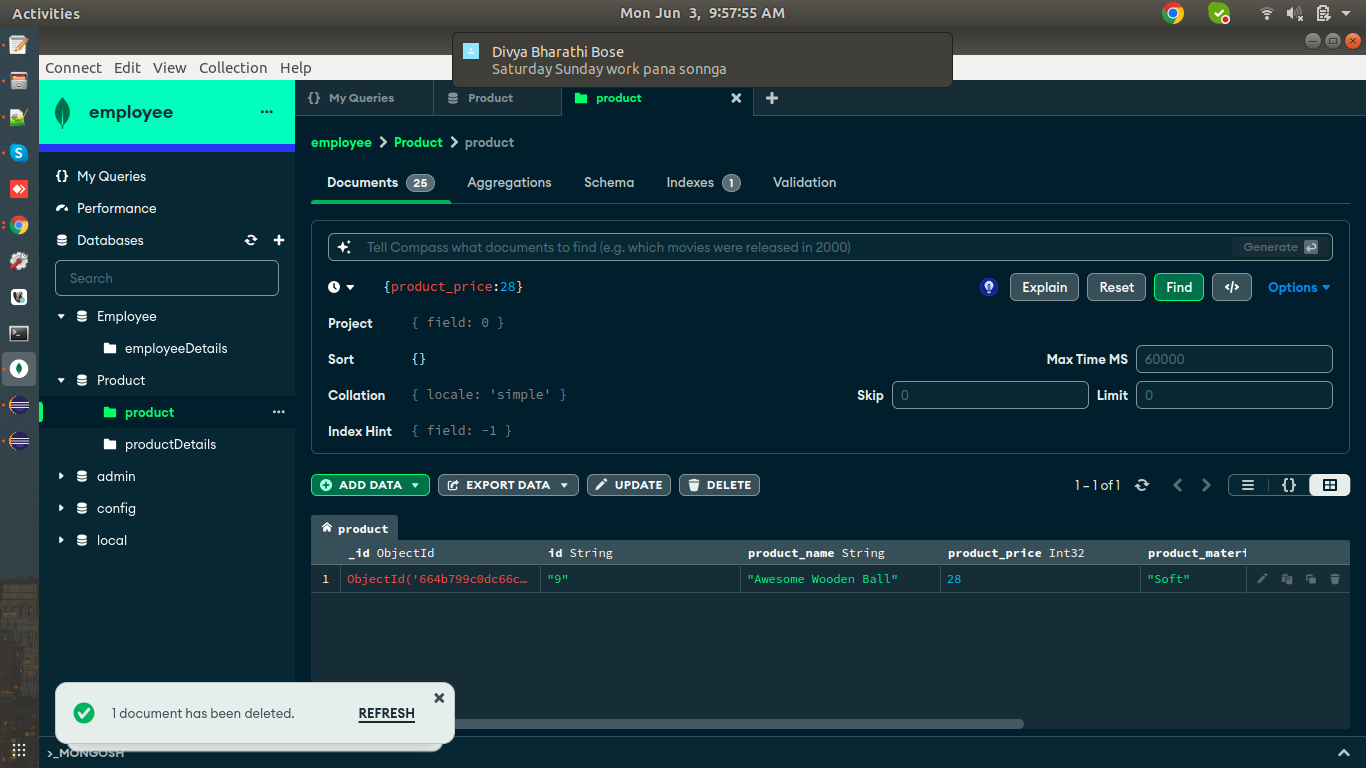 Activities
Mon Jun 3, 9:57:55 AM
Divya Bharathi Bose
Saturday Sunday work pana sonnga
Connect Edit View Collection Help
employee
My Queries
Performance
Databases
Search
Employee
employeeDetails
Product
product
productDetails
admin
config
local
{} My Queries
Product
product
employee > Product > product
Documents 25
Aggregations
Schema
Indexes 1
Validation
Tell Compass what documents to find (e.g. which movies were released in 2000)
Generate
{product_price:28}
Explain
Reset
Find
</>
Options
Project { field: 0 }
Sort {}
Max Time MS 60000
Collation { locale: 'simple' }
Skip 0
Limit 0
Index Hint { field: -1 }
ADD DATA
EXPORT DATA
UPDATE
DELETE
1 – 1 of 1
{}
product
_id ObjectId
id String
product_name String
product_price Int32
product_materi
1 ObjectId('664b799c0dc66c… "9" "Awesome Wooden Ball" 28 "Soft"
1 document has been deleted.
REFRESH
>_MONGOSH